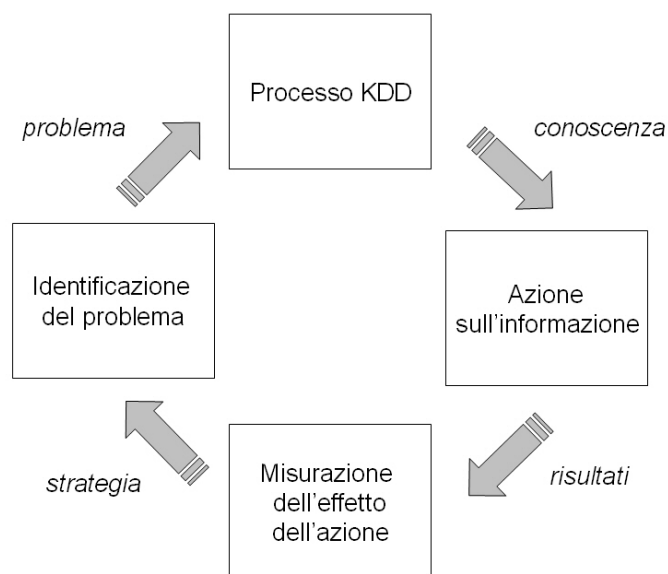 Processo KDD
problema
conoscenza
Identificazione
del problema
Azione
sull'informazione
strategia
Misurazione
dell'effetto
dell'azione
risultati